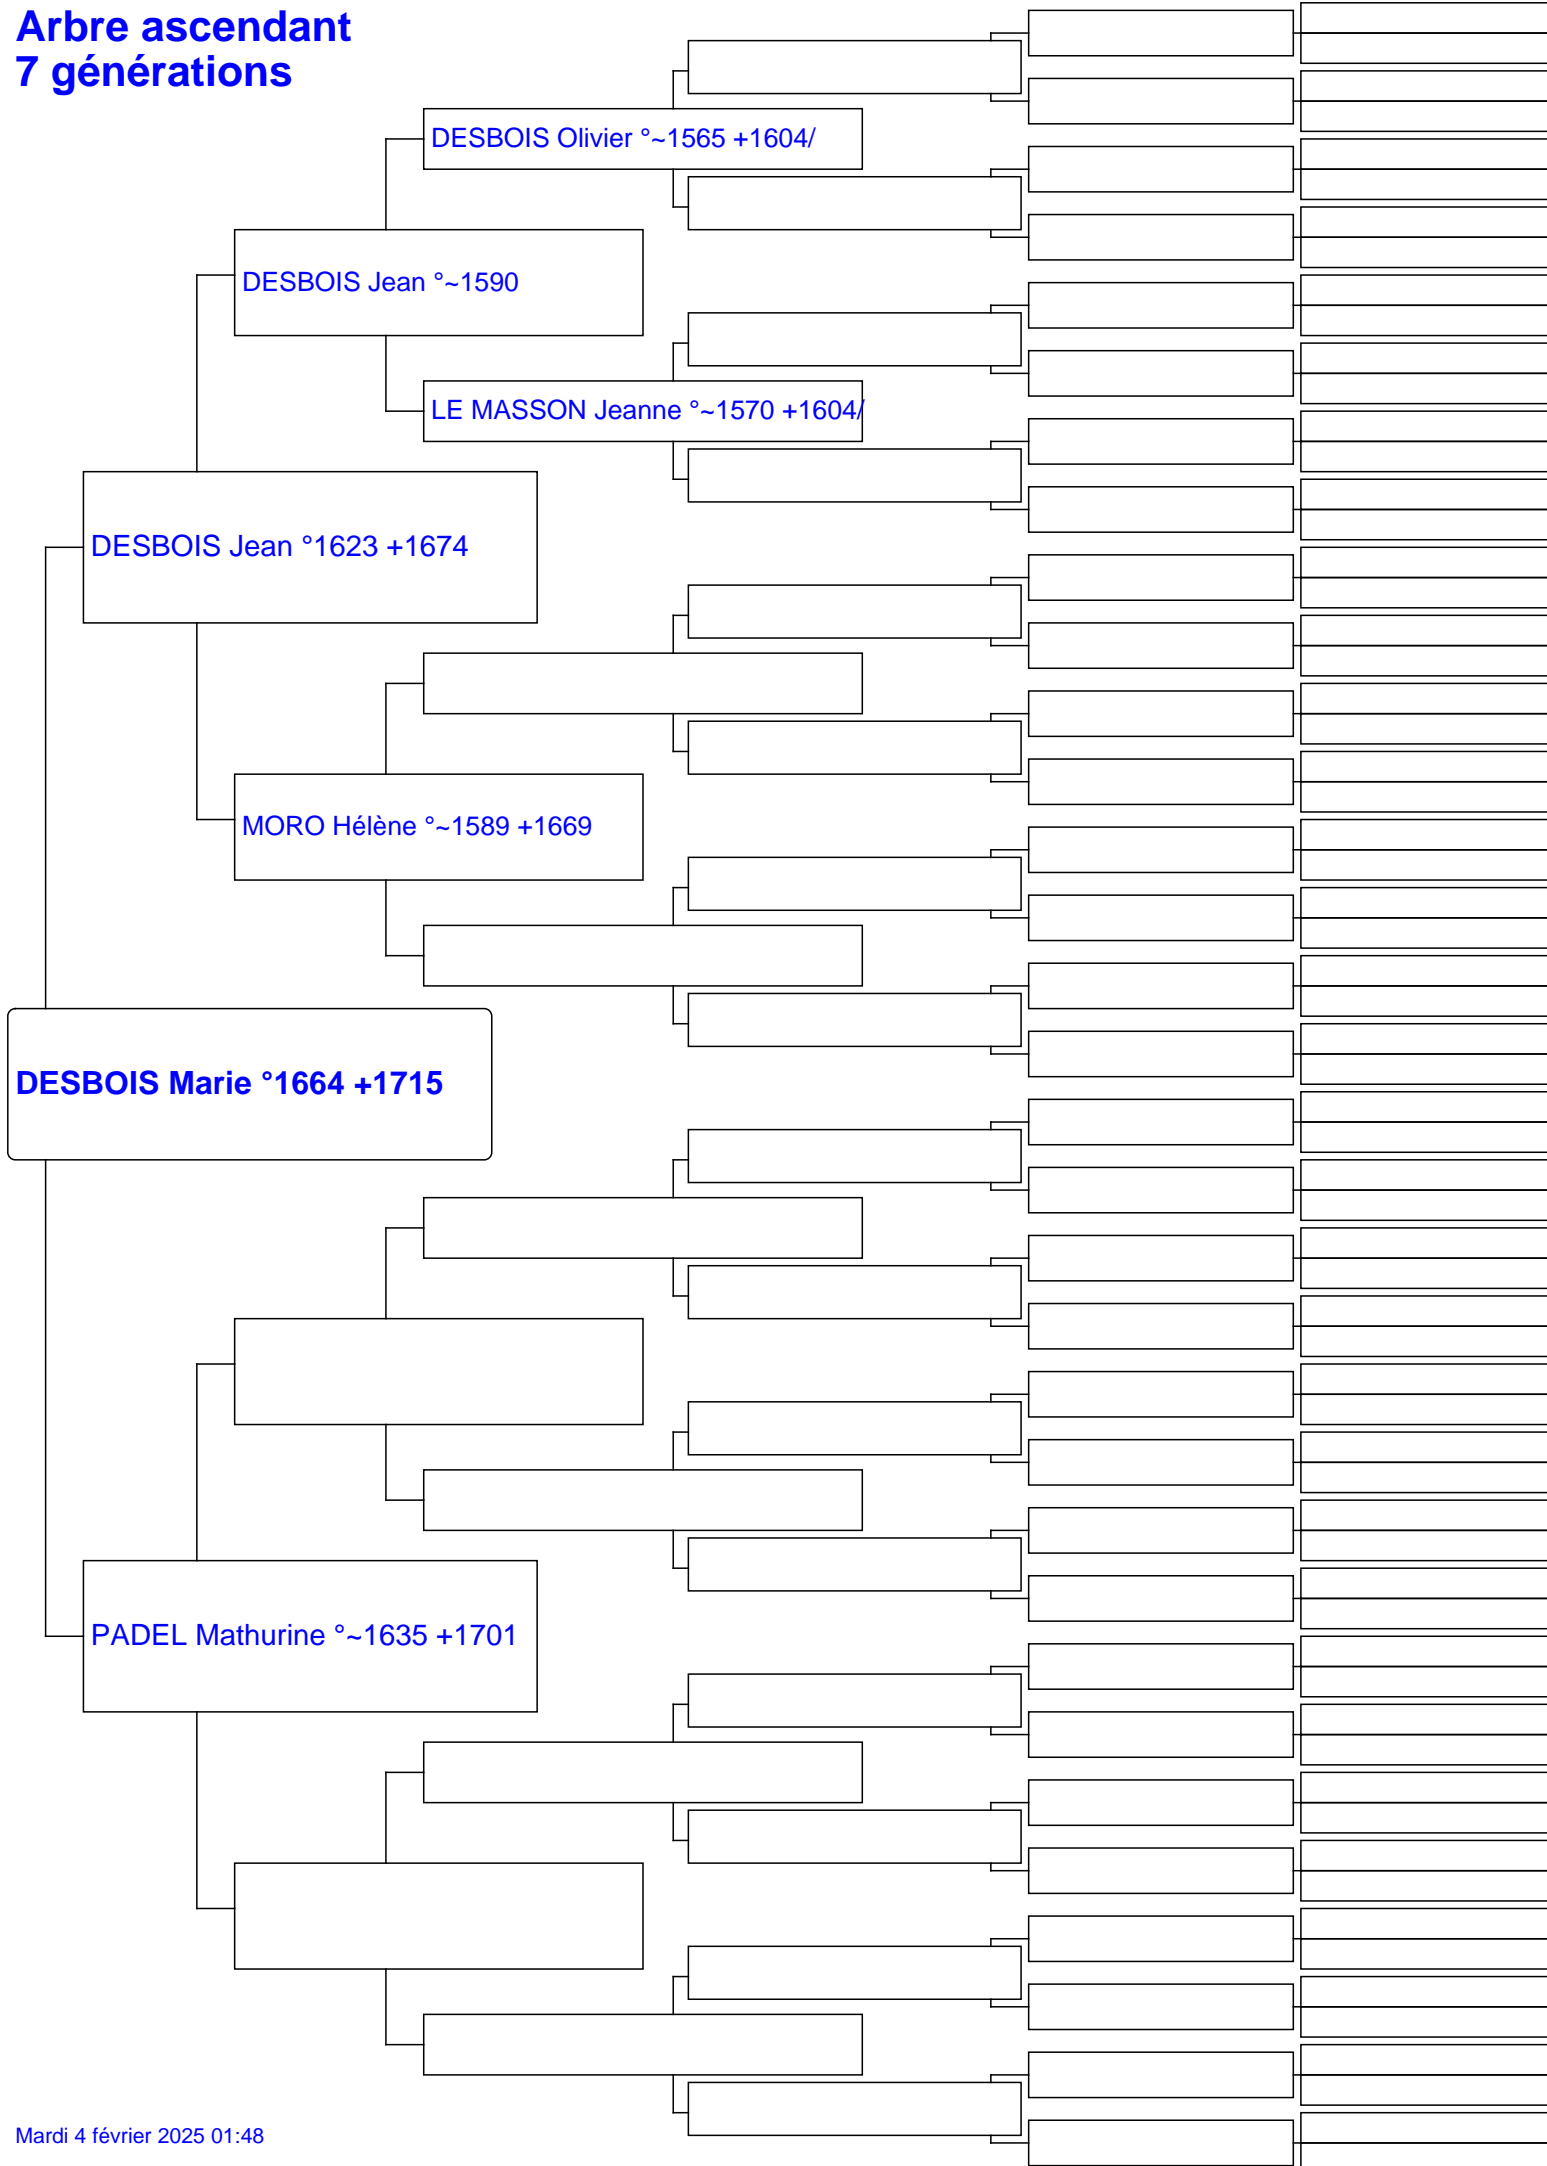 Arbre ascendant
7 générations
DESBOIS Olivier °~1565 +1604/
DESBOIS Jean °~1590
LE MASSON Jeanne °~1570 +1604/
DESBOIS Jean °1623 +1674
MORO Hélène °~1589 +1669
DESBOIS Marie °1664 +1715
PADEL Mathurine °~1635 +1701
Mardi 4 février 2025 01:48